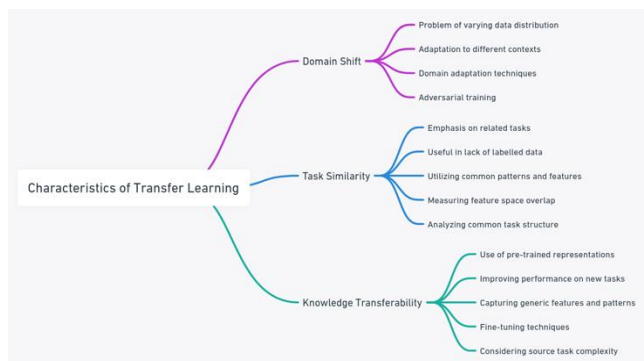 Characteristics of Transfer Learning
Domain Shift
Problem of varying data distribution
Adaptation to different contexts
Domain adaptation techniques
Adversarial training
Task Similarity
Emphasis on related tasks
Useful in lack of labelled data
Utilizing common patterns and features
Measuring feature space overlap
Analyzing common task structure
Knowledge Transferability
Use of pre-trained representations
Improving performance on new tasks
Capturing generic features and patterns
Fine-tuning techniques
Considering source task complexity